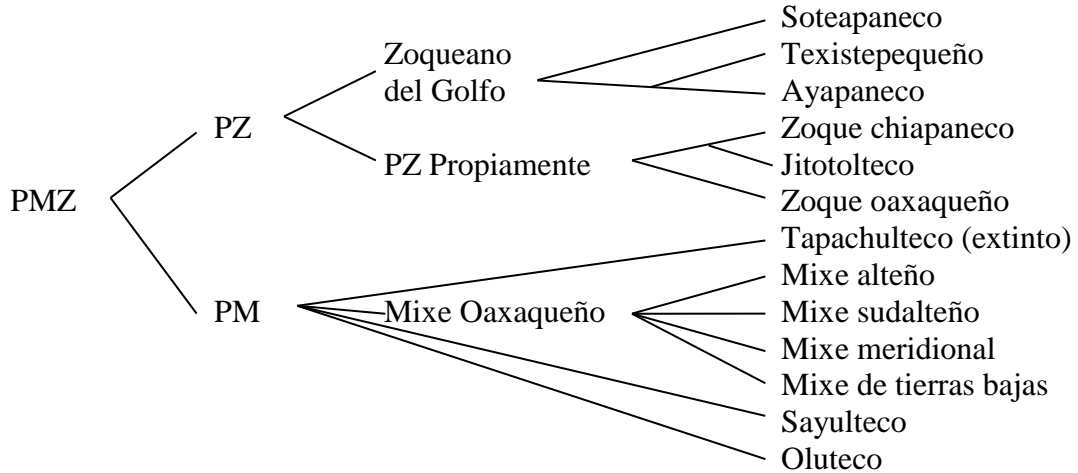 Soteapaneco
Zoqueano
del Golfo
Texistepequeño
Ayapaneco
PZ
Zoque chiapaneco
PZ Propiamente
Jitotolteco
PMZ
Zoque oaxaqueño
Tapachulteco (extinto)
Mixe alteño
PM
Mixe Oaxaqueño
Mixe sudalteño
Mixe meridional
Mixe de tierras bajas
Sayulteco
Oluteco